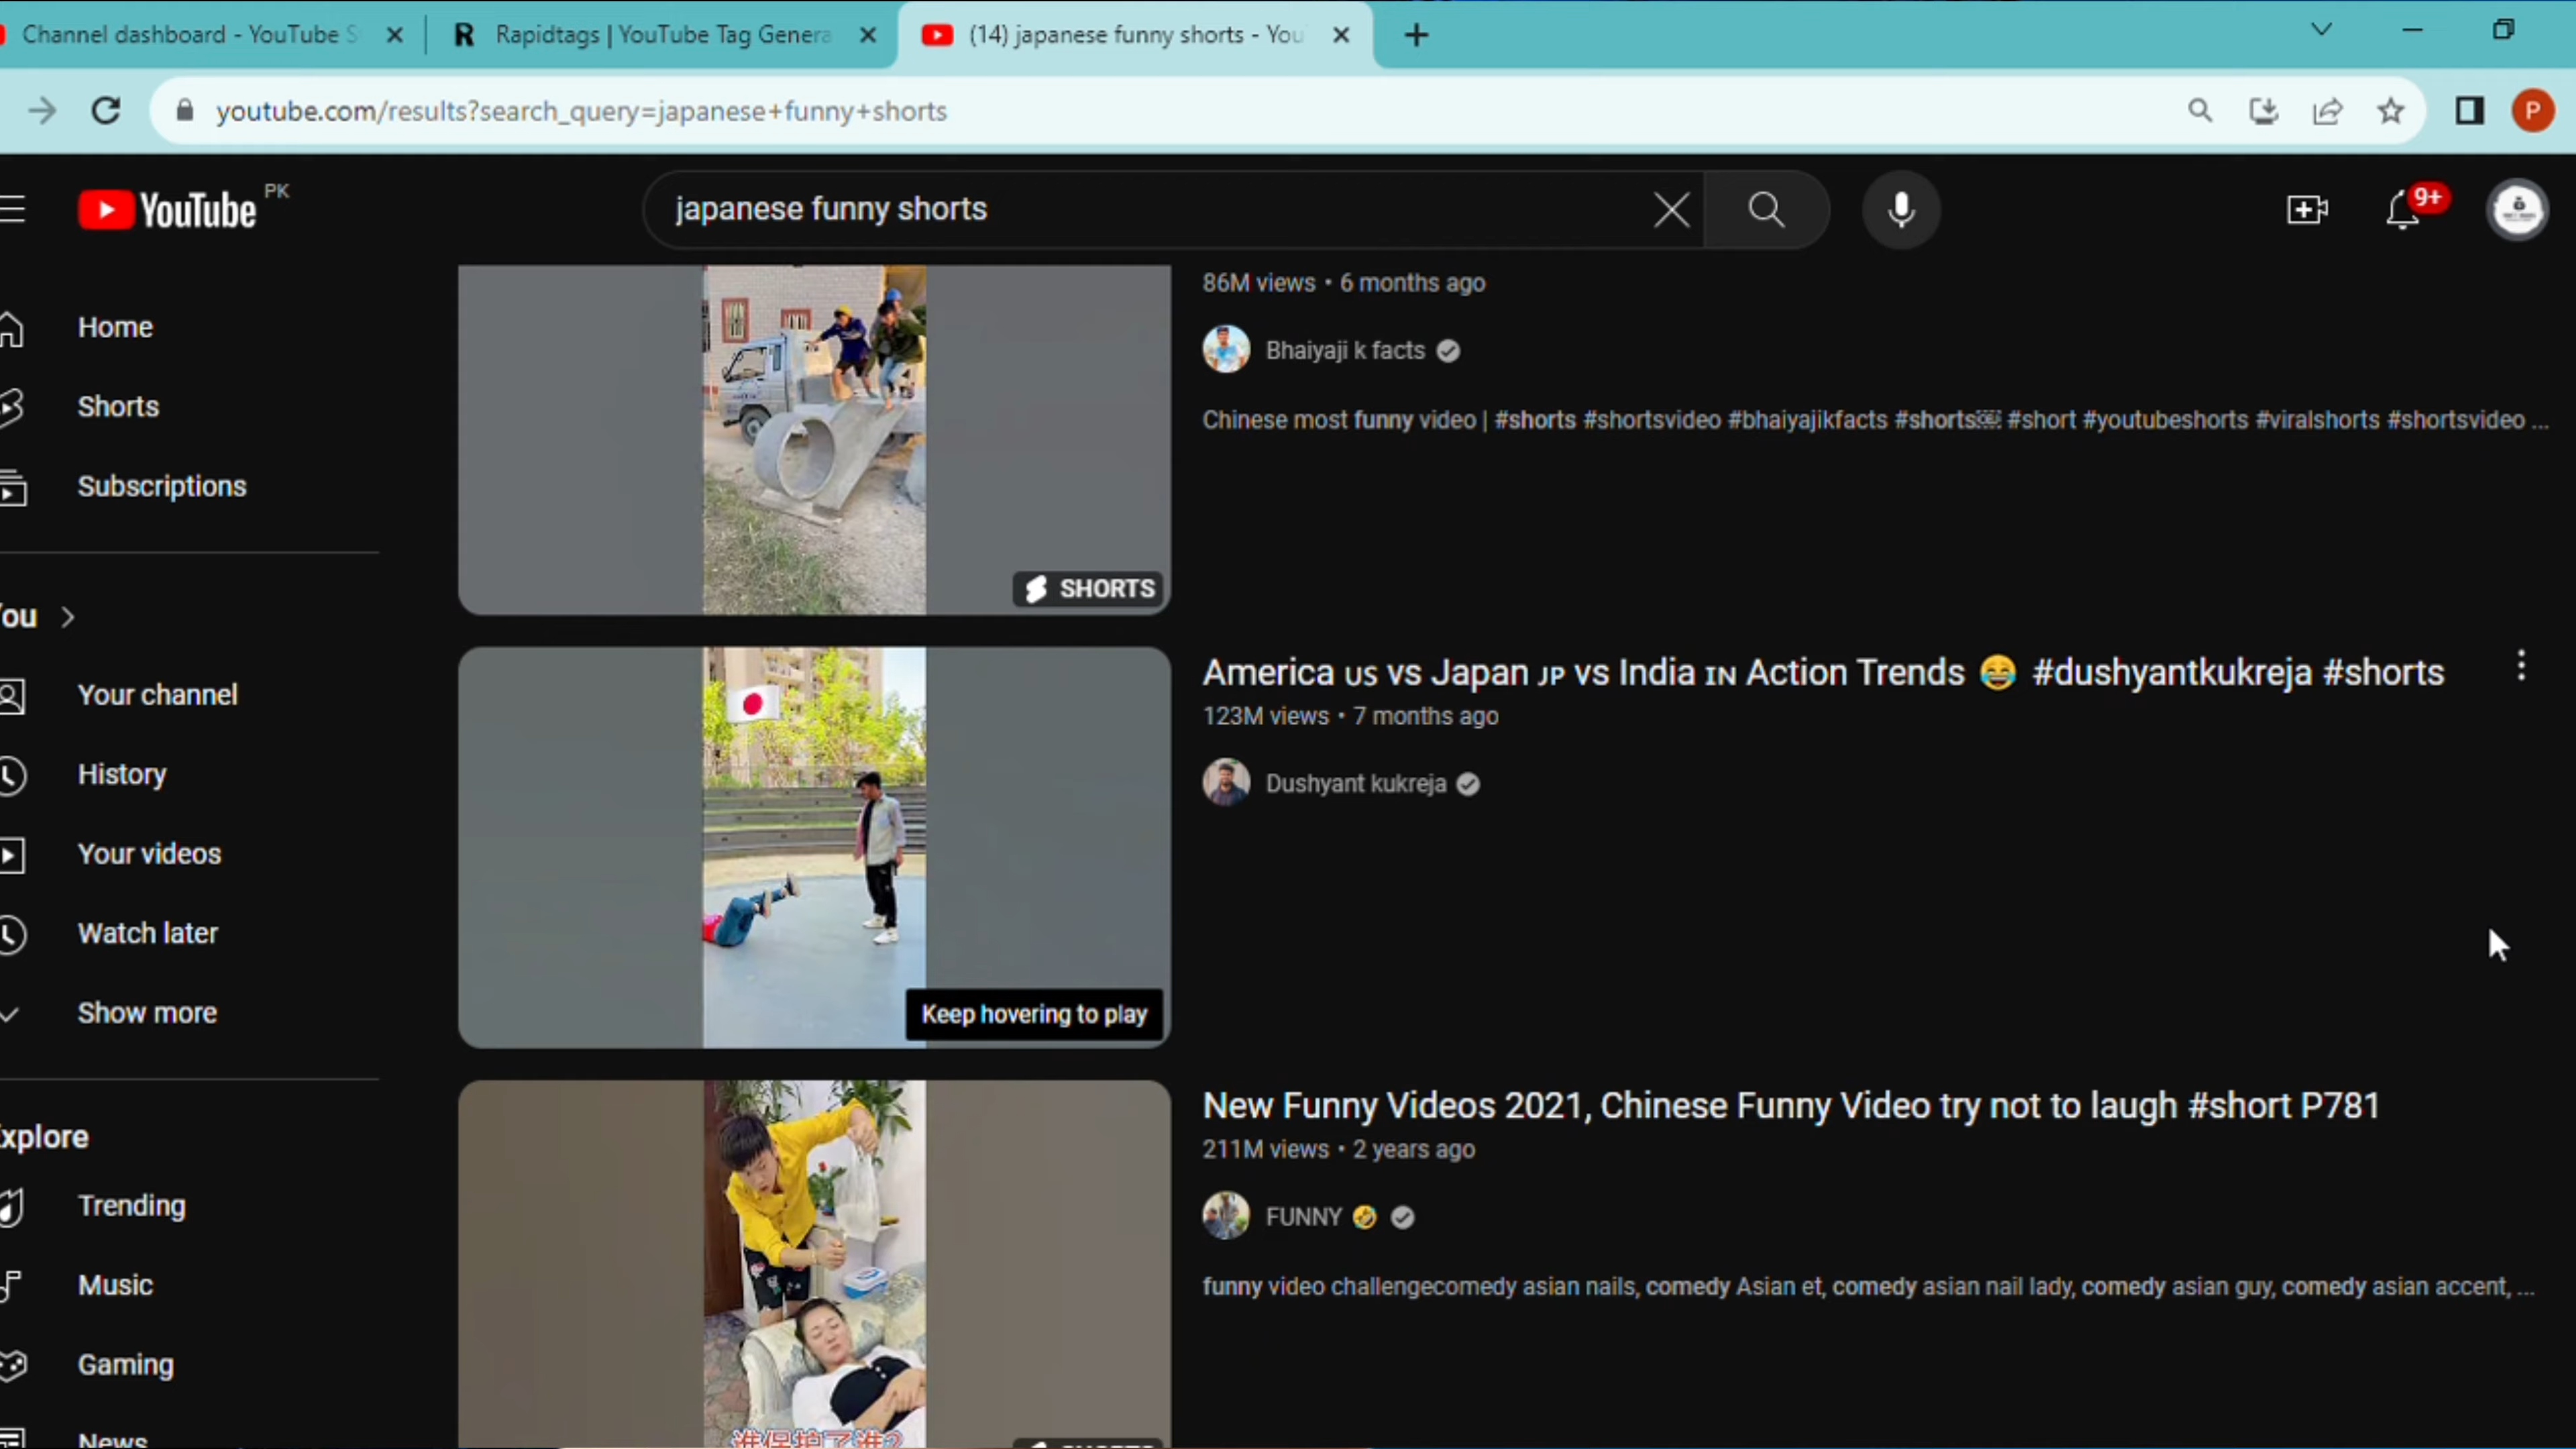 Channel dashboard - YouTube S
Rapidtags | YouTube Tag Genera
(14) japanese funny shorts - You
youtube.com/results?search_query=japanese+funny+shorts
P
YouTube PK
japanese funny shorts
9+
Home
Shorts
Subscriptions
You
Your channel
History
Your videos
Watch later
Show more
Explore
Trending
Music
Gaming
News
86M views • 6 months ago
Bhaiyaji k facts
Chinese most funny video | #shorts #shortsvideo #bhaiyajikfacts #shorts #short #youtubeshorts #viralshorts #shortsvideo ...
SHORTS
America US vs Japan JP vs India IN Action Trends 😂 #dushyantkukreja #shorts
123M views • 7 months ago
Dushyant kukreja
Keep hovering to play
New Funny Videos 2021, Chinese Funny Video try not to laugh #short P781
211M views • 2 years ago
FUNNY 🤣
funny video challengecomedy asian nails, comedy Asian et, comedy asian nail lady, comedy asian guy, comedy asian accent, ...
SHORTS